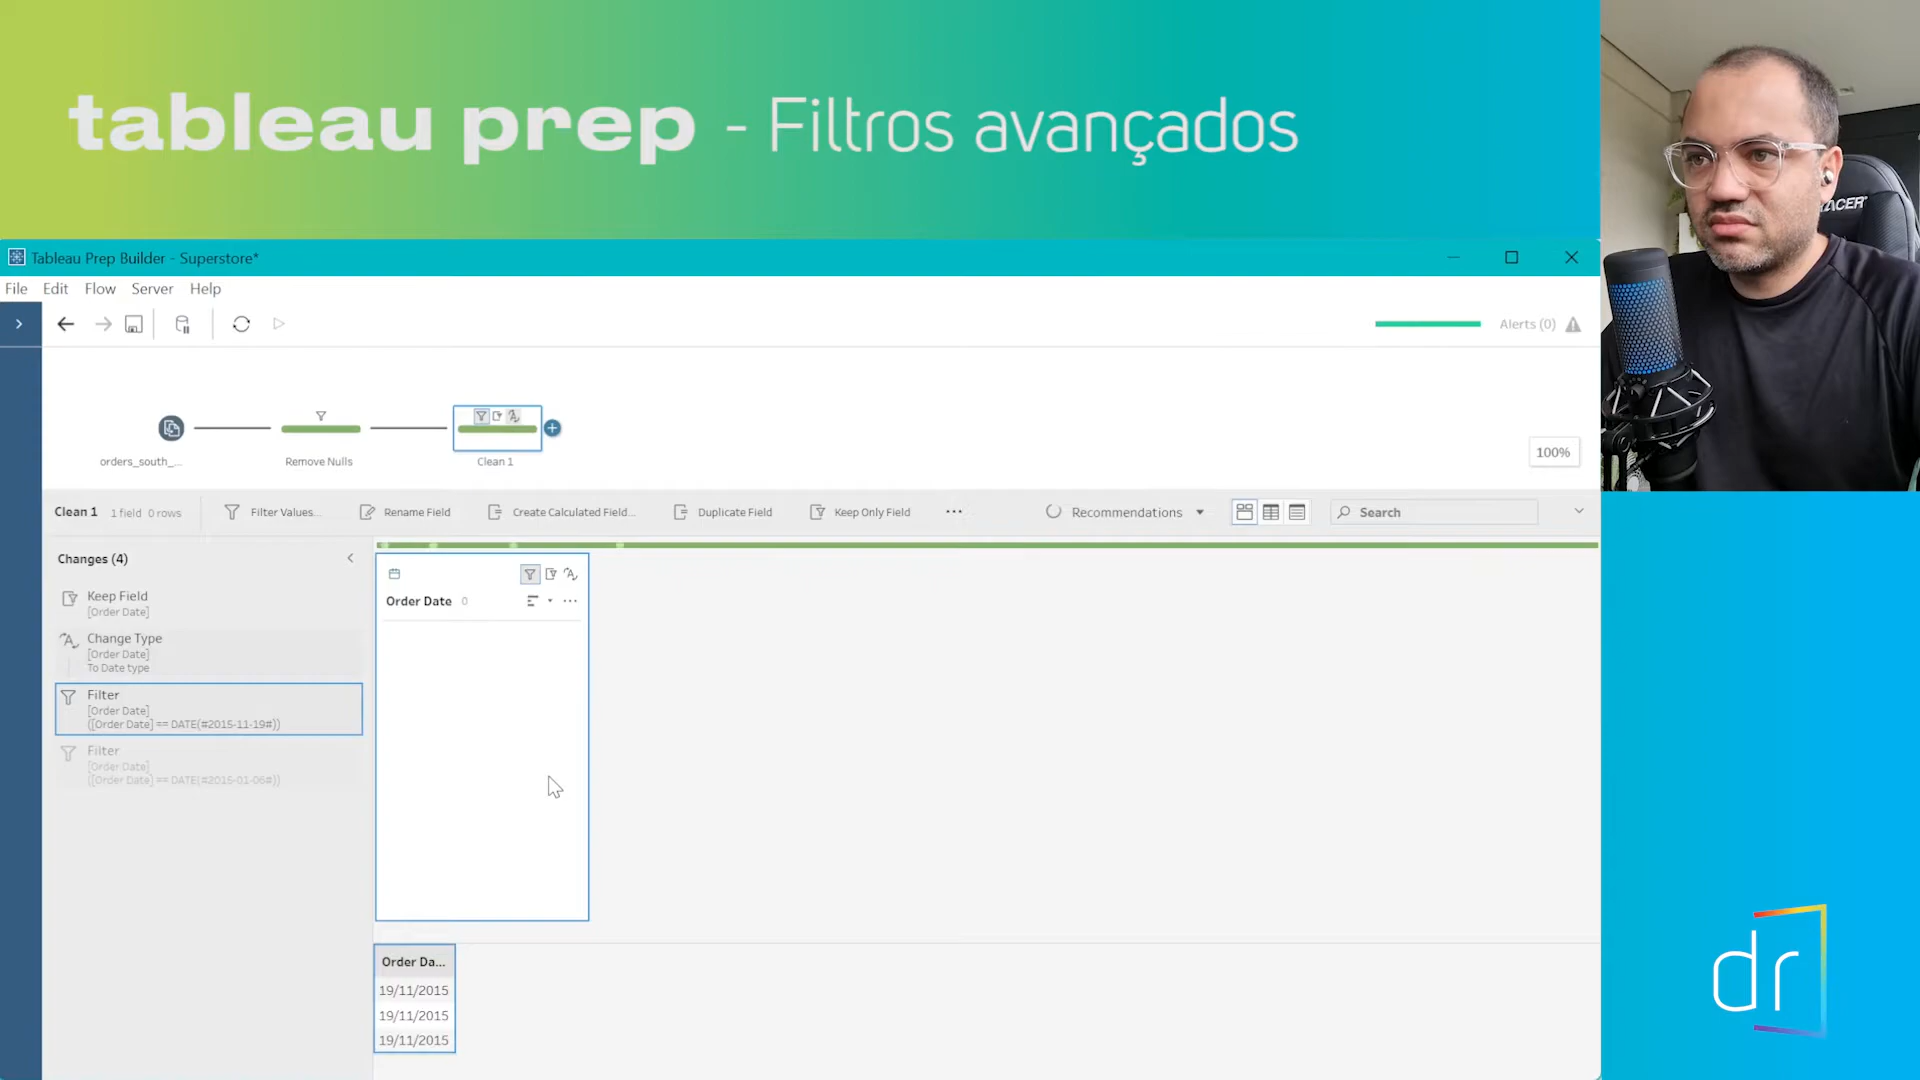 tableau prep - Filtros avançados
Tableau Prep Builder - Superstore*
File Edit Flow Server Help
Alerts (0)
orders_south_...
Remove Nulls
Clean 1
100%
Clean 1 1 field 0 rows Filter Values... Rename Field Create Calculated Field... Duplicate Field Keep Only Field ... Recommendations Search
Changes (4)
Keep Field
[Order Date]
Change Type
[Order Date]
To Date type
Filter
[Order Date]
([Order Date] == DATE(#2015-11-19#))
Filter
[Order Date]
([Order Date] == DATE(#2015-01-06#))
Order Date 0
Order Da...
19/11/2015
19/11/2015
19/11/2015
dr